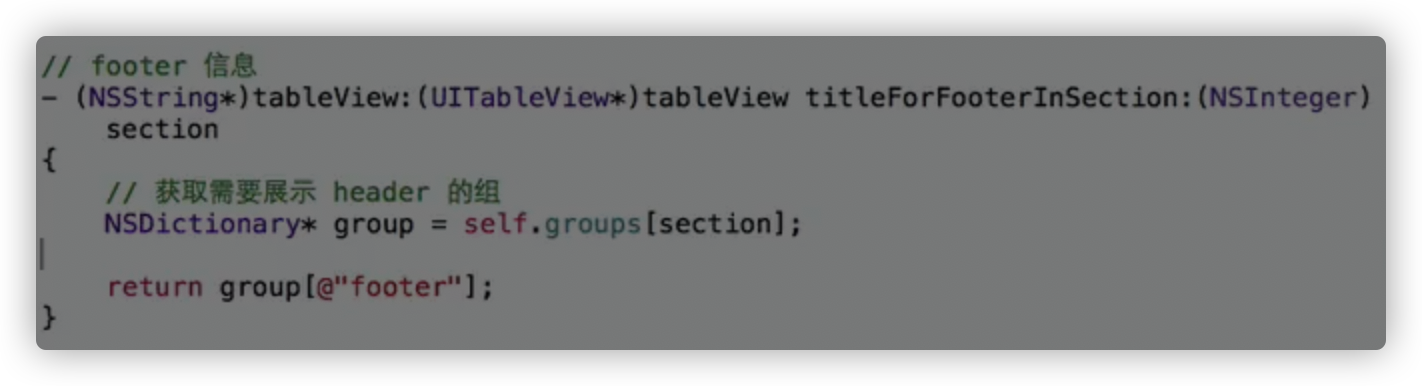 // footer 信息
- (NSString*)tableView:(UITableView*)tableView titleForFooterInSection:(NSInteger)
section
{
// 获取需要展示 header 的组
NSDictionary* group = self.groups[section];
return group[@"footer"];
}